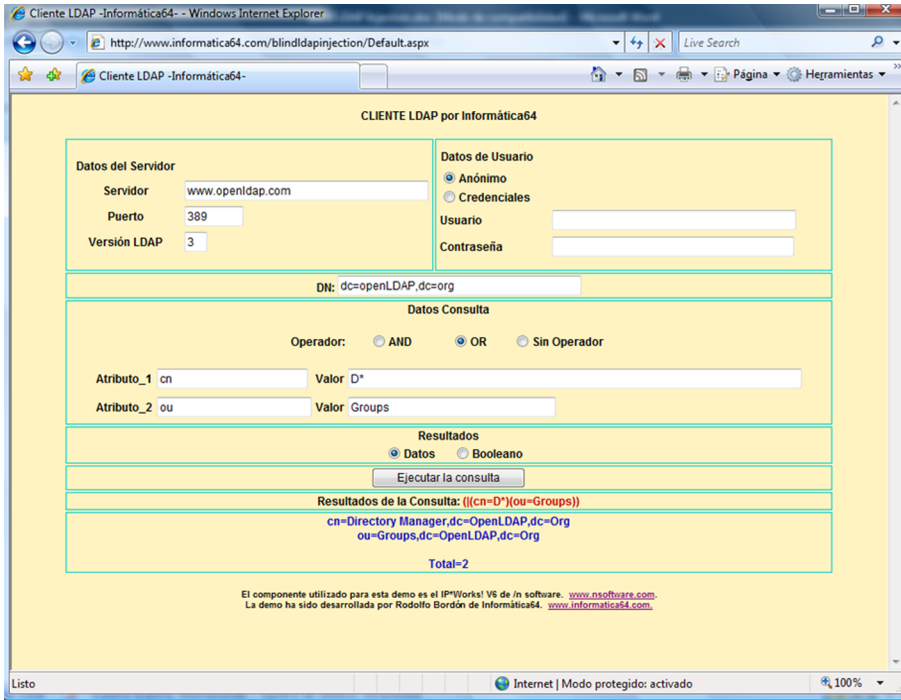 Cliente LDAP -Informática64- - Windows Internet Explorer
http://www.informatica64.com/blindldapinjection/Default.aspx
Live Search
Cliente LDAP -Informática64-
Página
Herramientas
CLIENTE LDAP por Informática64
Datos del Servidor
Servidor www.openldap.com
Puerto 389
Versión LDAP 3
Datos de Usuario
Anónimo
Credenciales
Usuario
Contraseña
DN: dc=openLDAP,dc=org
Datos Consulta
Operador: AND OR Sin Operador
Atributo_1 cn Valor D*
Atributo_2 ou Valor Groups
Resultados
Datos Booleano
Ejecutar la consulta
Resultados de la Consulta: (|(cn=D*)(ou=Groups))
cn=Directory Manager,dc=OpenLDAP,dc=Org
ou=Groups,dc=OpenLDAP,dc=Org
Total=2
El componente utilizado para esta demo es el IP*Works! V6 de /n software. www.nsoftware.com.
La demo ha sido desarrollada por Rodolfo Bordón de Informática64. www.informatica64.com.
Listo
Internet | Modo protegido: activado
100%